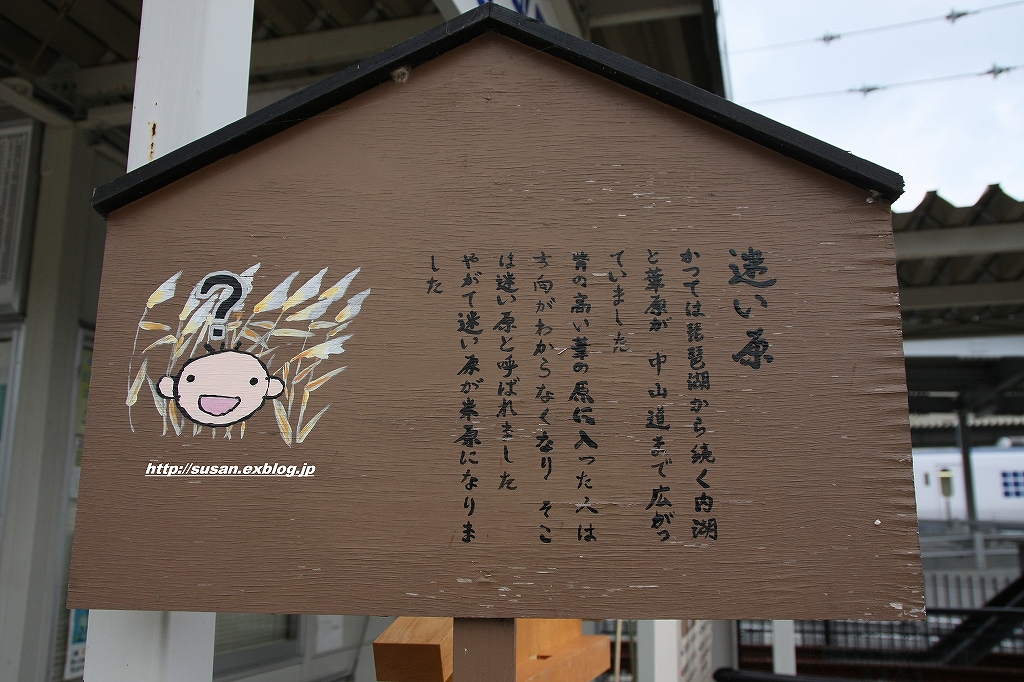 迷い原
かつては琵琶湖から続く内湖
と葦原が 中山道まで広がっ
ていました
背の高い葦の原に入った人は
方向がわからなくなり そこ
は迷い原と呼ばれました
やがて迷い原が米原になりま
した
?
http://susan.exblog.jp